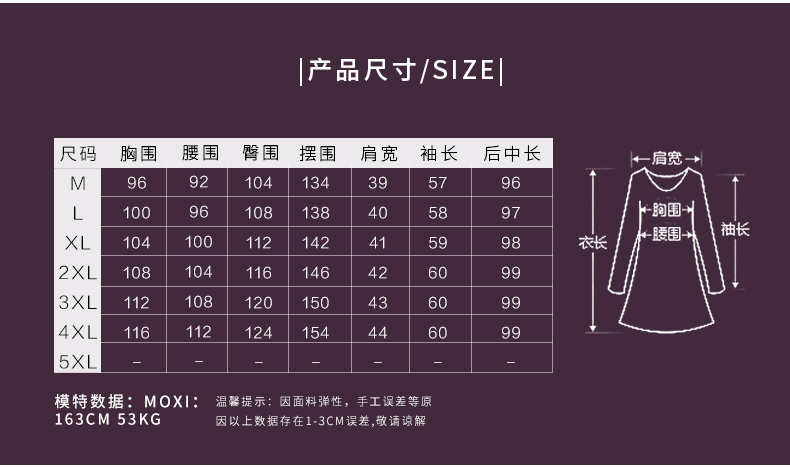 |产品尺寸/SIZE|
尺码 胸围 腰围 臀围 摆围 肩宽 袖长 后中长
M 96 92 104 134 39 57 96
L 100 96 108 138 40 58 97
XL 104 100 112 142 41 59 98
2XL 108 104 116 146 42 60 99
3XL 112 108 120 150 43 60 99
4XL 116 112 124 154 44 60 99
5XL – – – – – – –
肩宽
胸围
腰围
衣长
袖长
模特数据：MOXI：
163CM 53KG
温馨提示：因面料弹性，手工误差等原
因以上数据存在1-3CM误差,敬请谅解